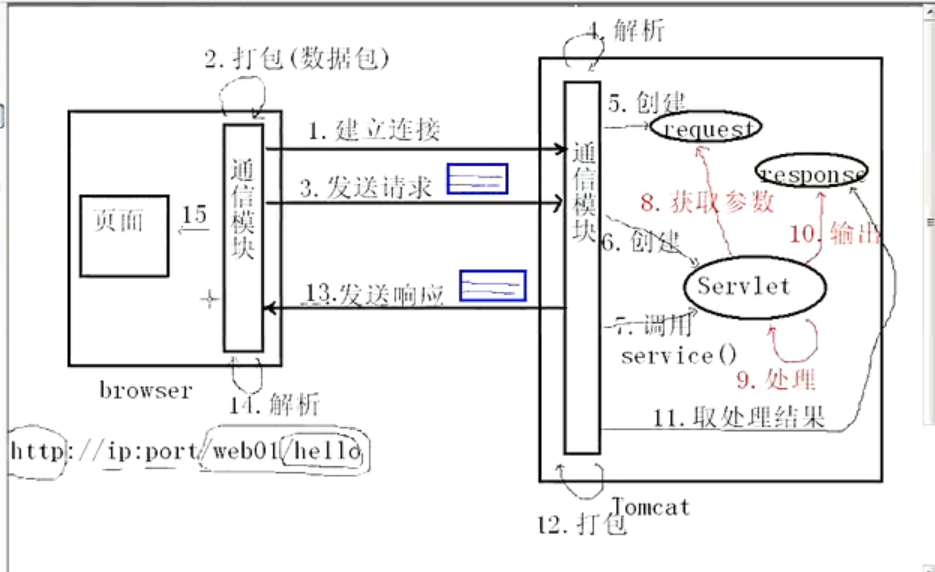 4.解析
2.打包(数据包)
5.创建
request
1.建立连接
通信模块
通信模块
response
3.发送请求
页面
15
8.获取参数
6.创建
10.输出
Servlet
13.发送响应
7.调用
service()
9.处理
browser
14.解析
11.取处理结果
http://ip:port/web01/hello
Tomcat
12.打包